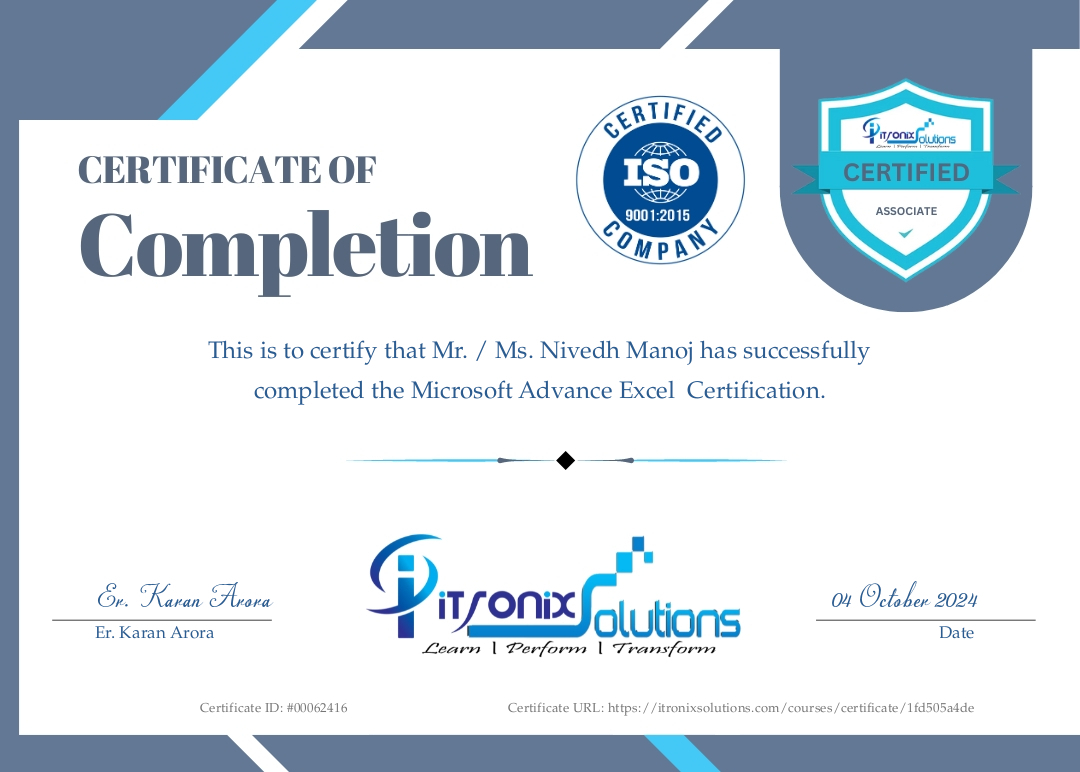 CERTIFICATE OF
Completion
CERTIFIED
ISO
9001:2015
COMPANY
itronix Solutions
Learn | Perform | Transform
CERTIFIED
ASSOCIATE
This is to certify that Mr. / Ms. Nivedh Manoj has successfully
completed the Microsoft Advance Excel Certification.
itronix Solutions
Learn | Perform | Transform
Er. Karan Arora
Er. Karan Arora
04 October 2024
Date
Certificate ID: #00062416
Certificate URL: https://itronixsolutions.com/courses/certificate/1fd505a4de